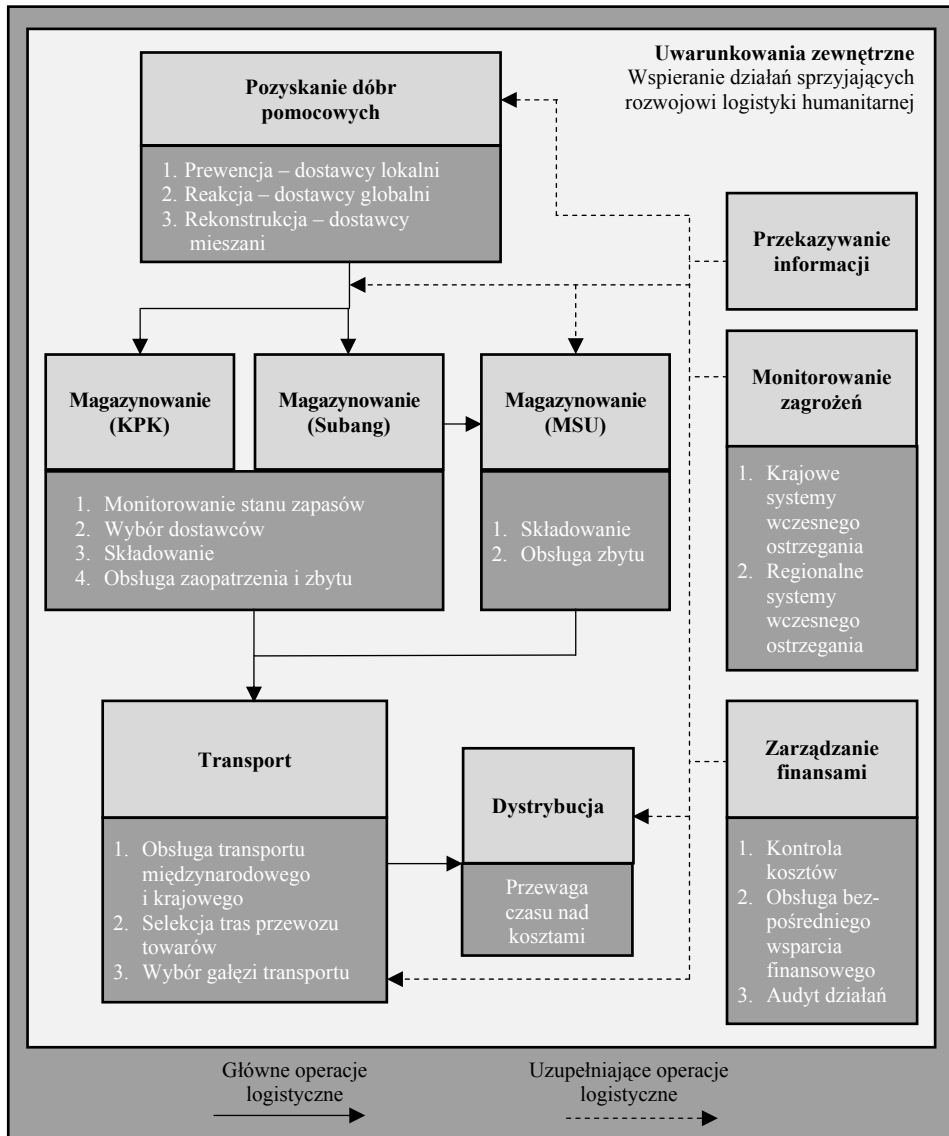 Uwarunkowania zewnętrzne
Wspieranie działań sprzyjających
rozwojowi logistyki humanitarnej
Pozyskanie dóbr
pomocowych
1. Prewencja – dostawcy lokalni
2. Reakcja – dostawcy globalni
3. Rekonstrukcja – dostawcy
mieszani
Przekazywanie
informacji
Magazynowanie
(KPK)
Magazynowanie
(Subang)
Magazynowanie
(MSU)
1. Monitorowanie stanu zapasów
2. Wybór dostawców
3. Składowanie
4. Obsługa zaopatrzenia i zbytu
1. Składowanie
2. Obsługa zbytu
Monitorowanie
zagrożeń
1. Krajowe
systemy
wczesnego
ostrzegania
2. Regionalne
systemy
wczesnego
ostrzegania
Transport
1. Obsługa transportu
międzynarodowego
i krajowego
2. Selekcja tras przewozu
towarów
3. Wybór gałęzi transportu
Dystrybucja
Przewaga
czasu nad
kosztami
Zarządzanie
finansami
1. Kontrola
kosztów
2. Obsługa bez-
pośredniego
wsparcia
finansowego
3. Audyt działań
Główne operacje
logistyczne
Uzupełniające operacje
logistyczne